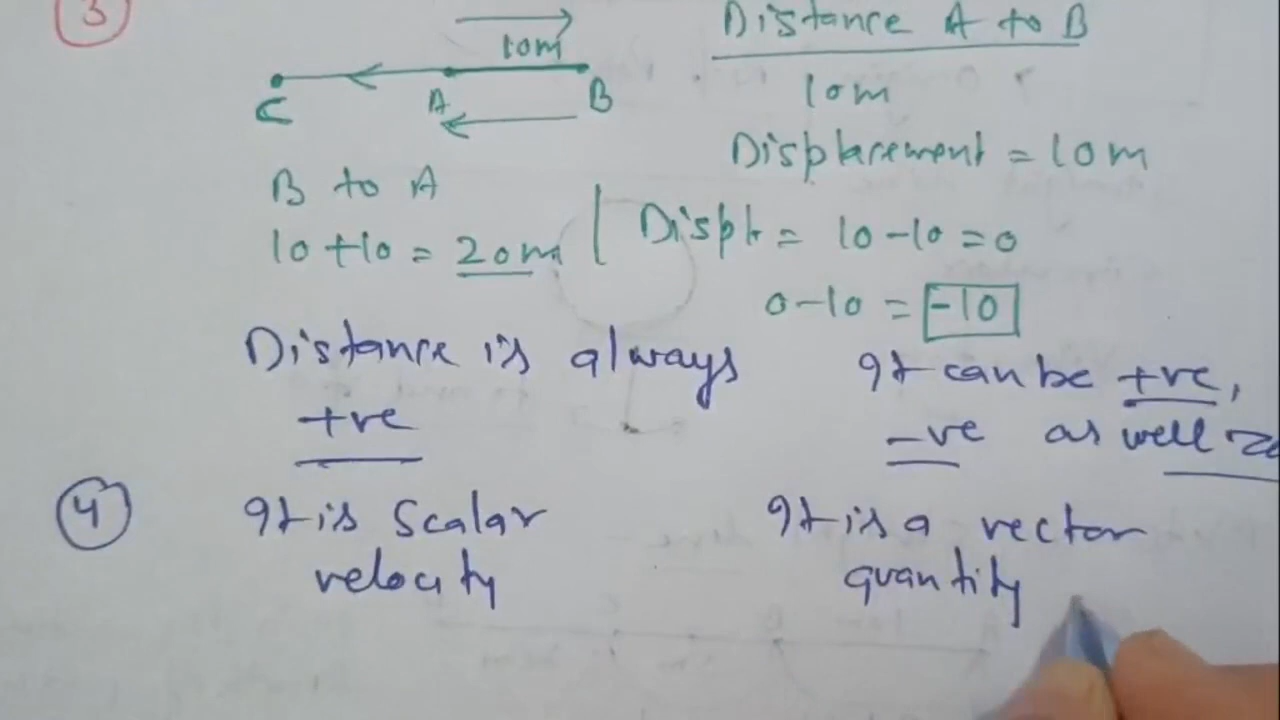 3
10m
C
A
B
Distance A to B
10m
Displacement = 10m
B to A
10 + 10 = 20m
Displ. = 10 - 10 = 0
0 - 10 = -10
Distance is always
+ve
It can be +ve,
-ve as well
4
It is Scalar
velocity
It is a vector
quantity